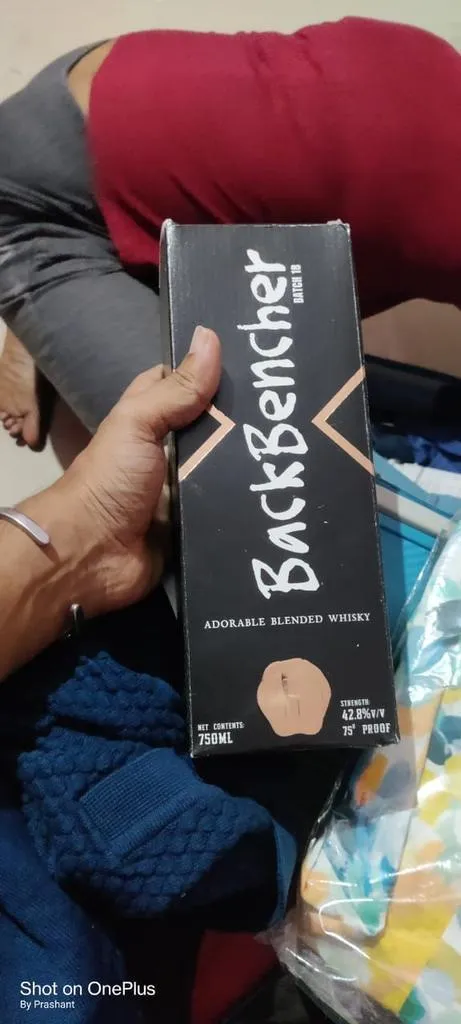 BackBencher
BATCH 18
ADORABLE BLENDED WHISKY
NET CONTENTS:
750ML
STRENGTH:
42.8%V/V
75° PROOF
Shot on OnePlus
By Prashant